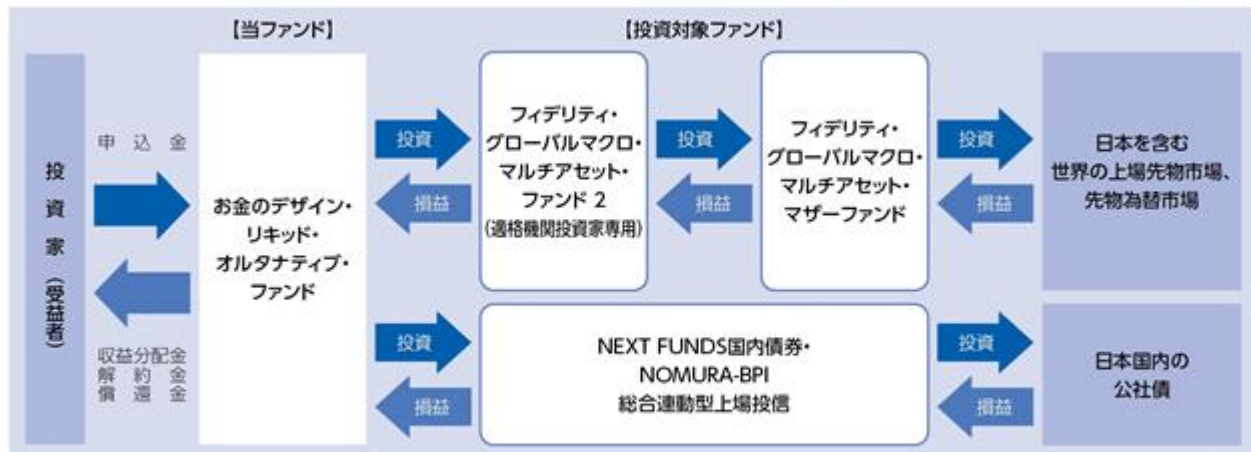 【当ファンド】
【投資対象ファンド】
投資家(受益者)
申込金
収益分配金
解約金
償還金
お金のデザイン・
リキッド・
オルタナティブ・
ファンド
投資
損益
フィデリティ・
グローバルマクロ・
マルチアセット・
ファンド 2
(適格機関投資家専用)
投資
損益
フィデリティ・
グローバルマクロ・
マルチアセット・
マザーファンド
投資
損益
日本を含む
世界の上場先物市場、
先物為替市場
投資
損益
NEXT FUNDS国内債券・
NOMURA-BPI
総合連動型上場投信
投資
損益
日本国内の
公社債